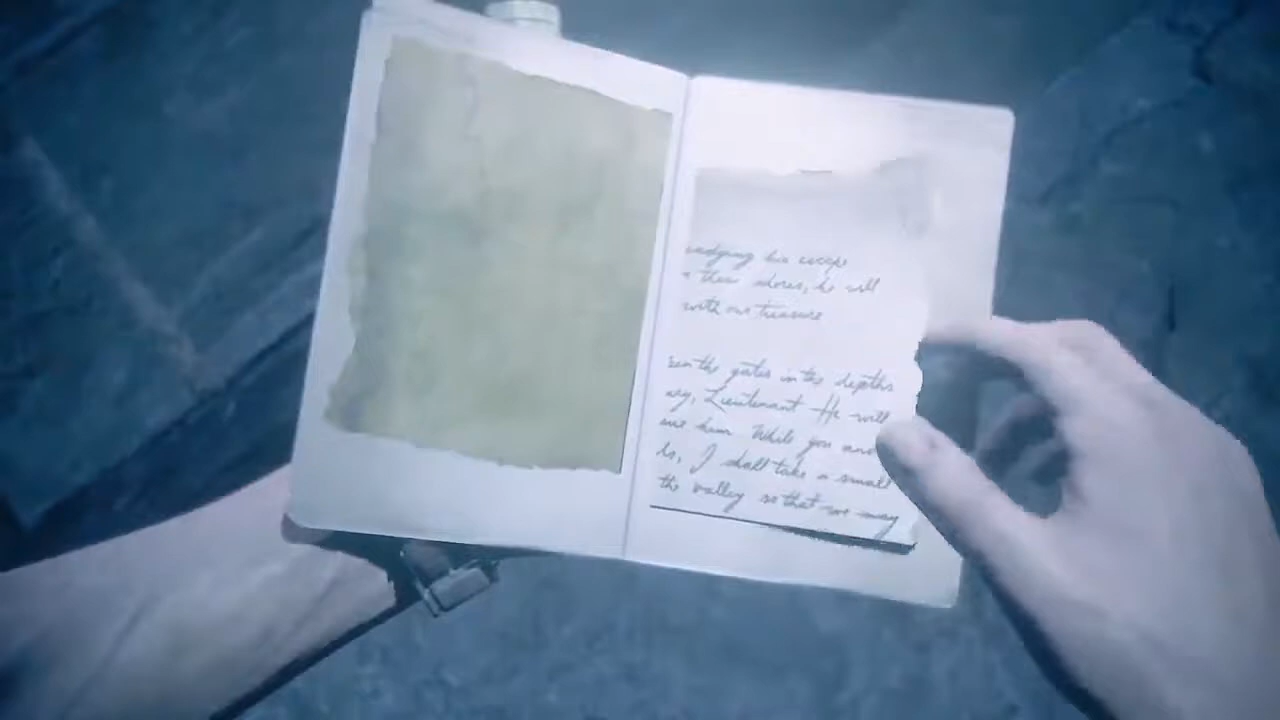 his escape
these shores, he will
with our treasure
the gates in the depths
Lieutenant He will
him. While you and
I shall take a small
the valley so that we may